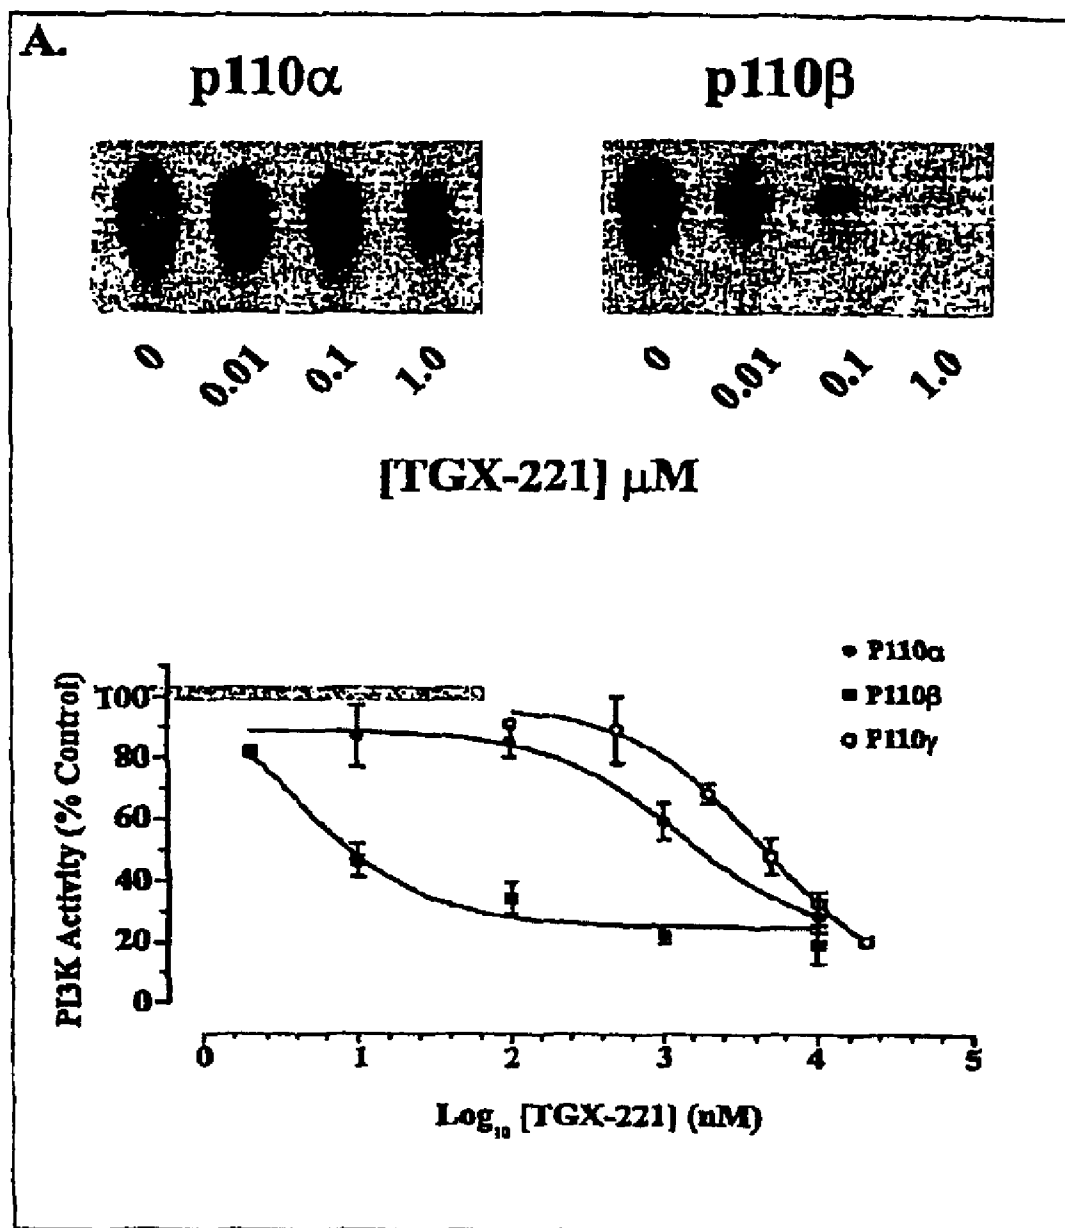 A.
p110α p110β
0 0.01 0.1 1.0 0 0.01 0.1 1.0
[TGX-221] μM
P110α
P110β
P110γ
PI3K Activity (% Control)
100
80
60
40
20
0
0 1 2 3 4 5
Log₁₀ [TGX-221] (nM)